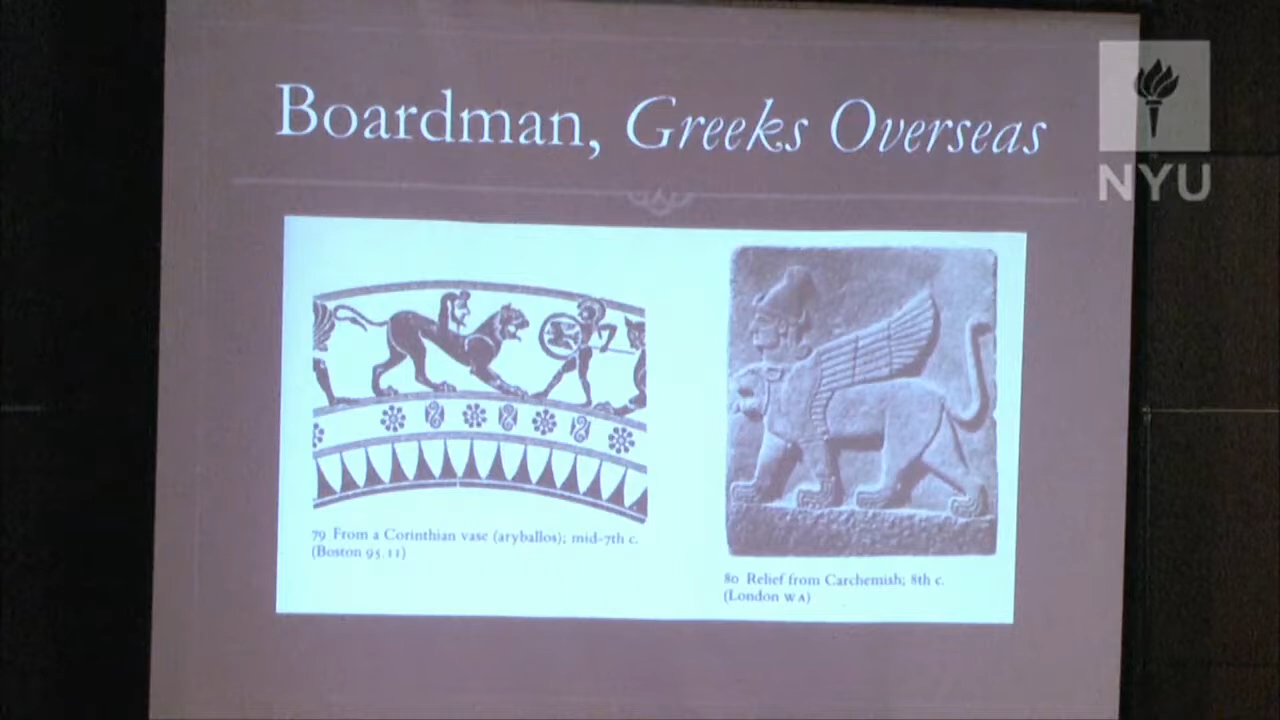 Boardman, Greeks Overseas
NYU
79 From a Corinthian vase (aryballos); mid-7th c.
(Boston 95.11)
80 Relief from Carchemish; 8th c.
(London WA)